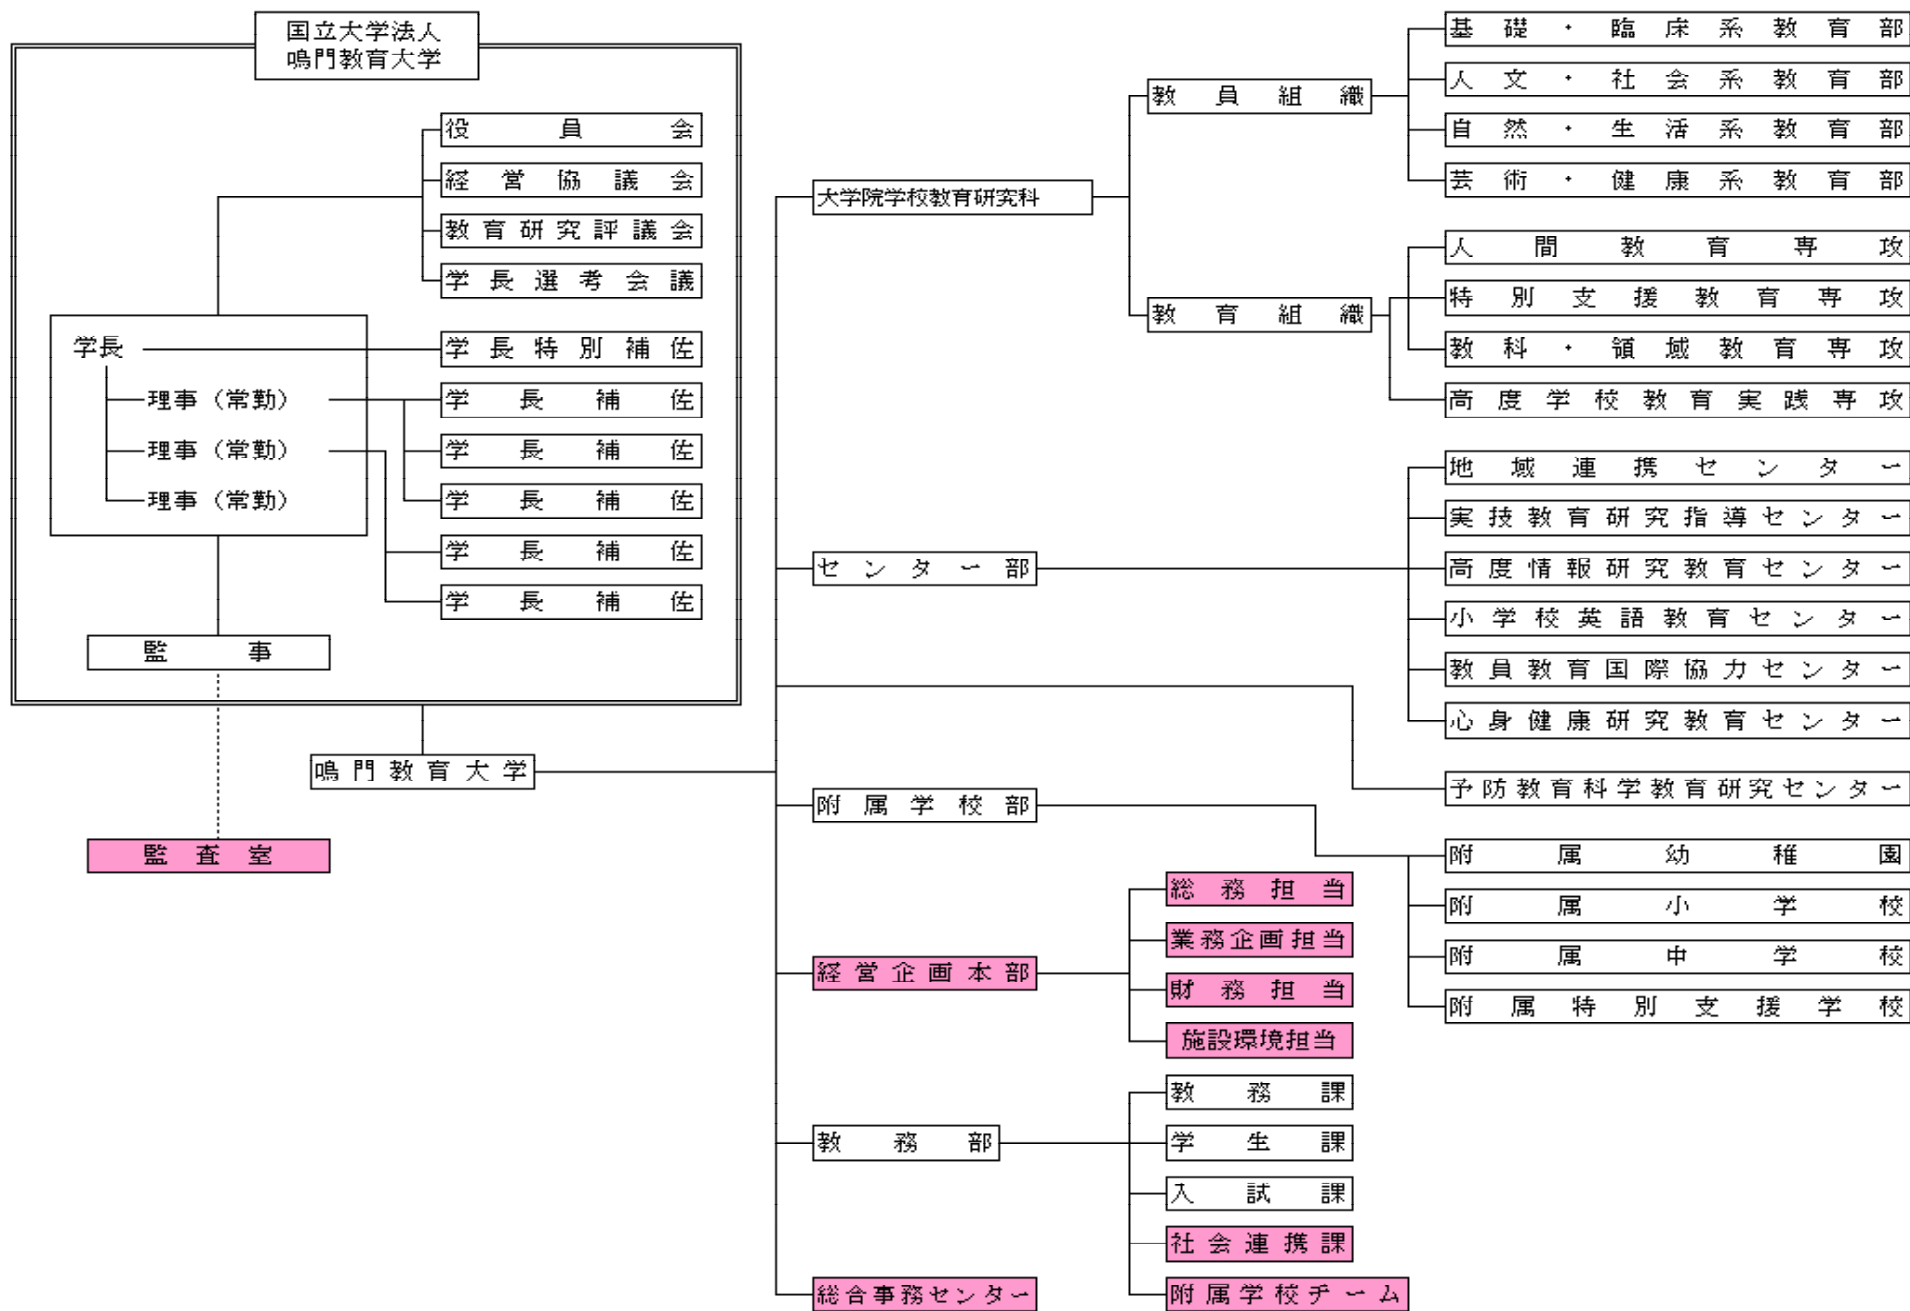 国立大学法人
鳴門教育大学
役員会
経営協議会
教育研究評議会
学長選考会議
学長
学長特別補佐
理事（常勤）
学長補佐
理事（常勤）
学長補佐
理事（常勤）
学長補佐
学長補佐
学長補佐
監事
鳴門教育大学
監査室
大学院学校教育研究科
教員組織
基礎・臨床系教育部
人文・社会系教育部
自然・生活系教育部
芸術・健康系教育部
教育組織
人間教育専攻
特別支援教育専攻
教科・領域教育専攻
高度学校教育実践専攻
センター部
地域連携センター
実技教育研究指導センター
高度情報研究教育センター
小学校英語教育センター
教員教育国際協力センター
心身健康研究教育センター
予防教育科学教育研究センター
附属学校部
附属幼稚園
附属小学校
附属中学校
附属特別支援学校
経営企画本部
総務担当
業務企画担当
財務担当
施設環境担当
教務部
教務課
学生課
入試課
社会連携課
附属学校チーム
総合事務センター